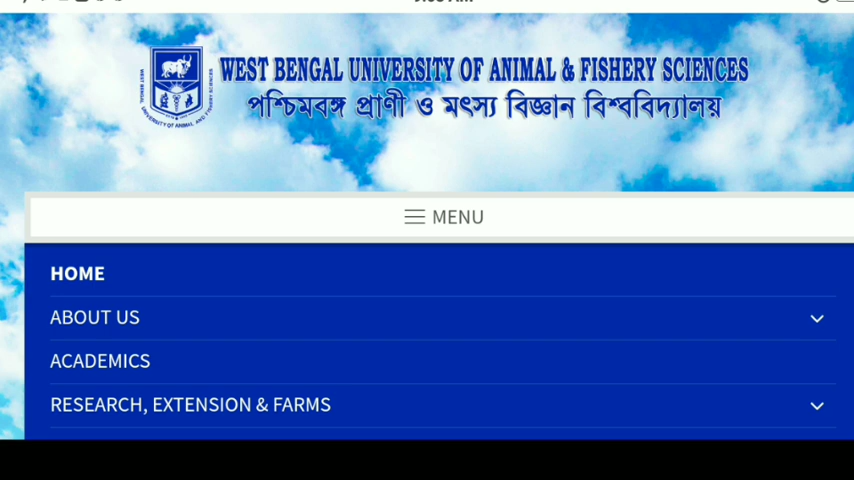 WEST BENGAL UNIVERSITY OF ANIMAL & FISHERY SCIENCES
পশ্চিমবঙ্গ প্রাণী ও মৎস্য বিজ্ঞান বিশ্ববিদ্যালয়
MENU
HOME
ABOUT US
ACADEMICS
RESEARCH, EXTENSION & FARMS